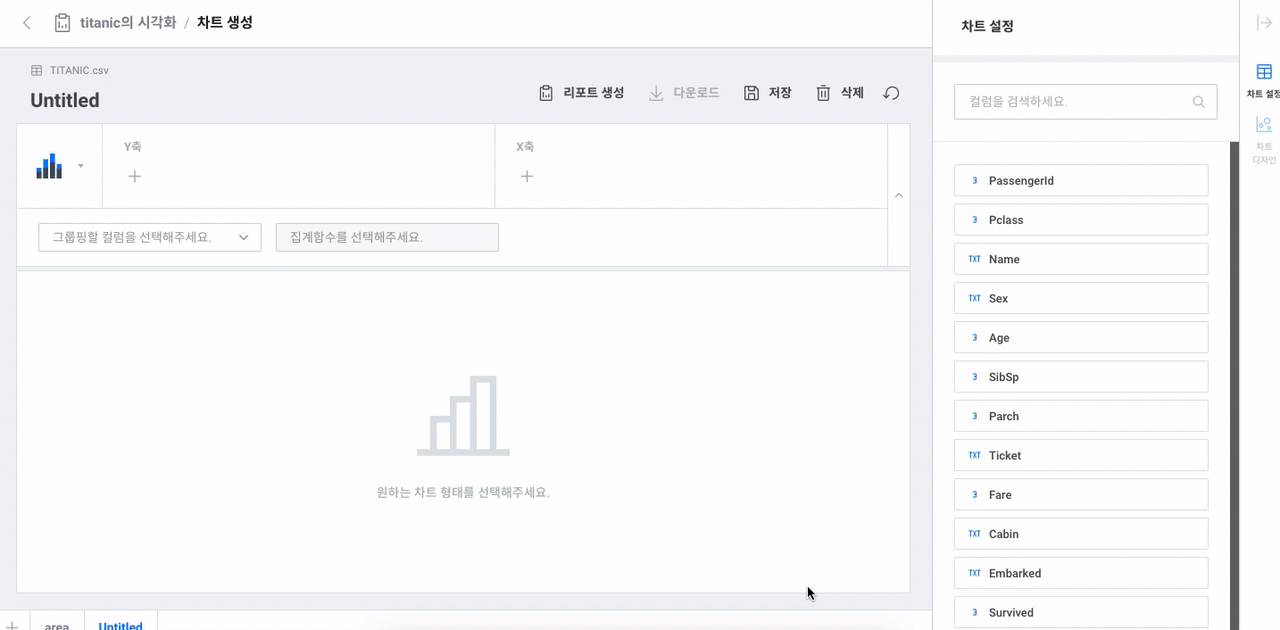 titanic의 시각화 / 차트 생성
TITANIC.csv
Untitled
리포트 생성 다운로드 저장 삭제
Y축
X축
그룹핑할 컬럼을 선택해주세요.
집계함수를 선택해주세요.
원하는 차트 형태를 선택해주세요.
area
Untitled
차트 설정
컬럼을 검색하세요.
3 PassengerId
3 Pclass
TXT Name
TXT Sex
3 Age
3 SibSp
3 Parch
TXT Ticket
3 Fare
TXT Cabin
TXT Embarked
3 Survived
차트 설정
차트
디자인